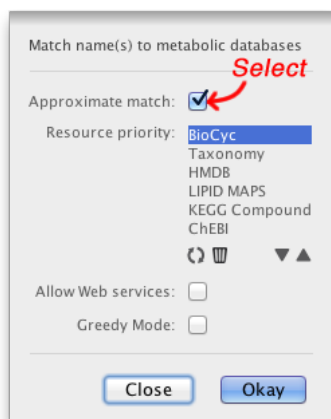 Match name(s) to metabolic databases
Select
Approximate match:
Resource priority:
BioCyc
Taxonomy
HMDB
LIPID MAPS
KEGG Compound
ChEBI
Allow Web services:
Greedy Mode:
Close
Okay